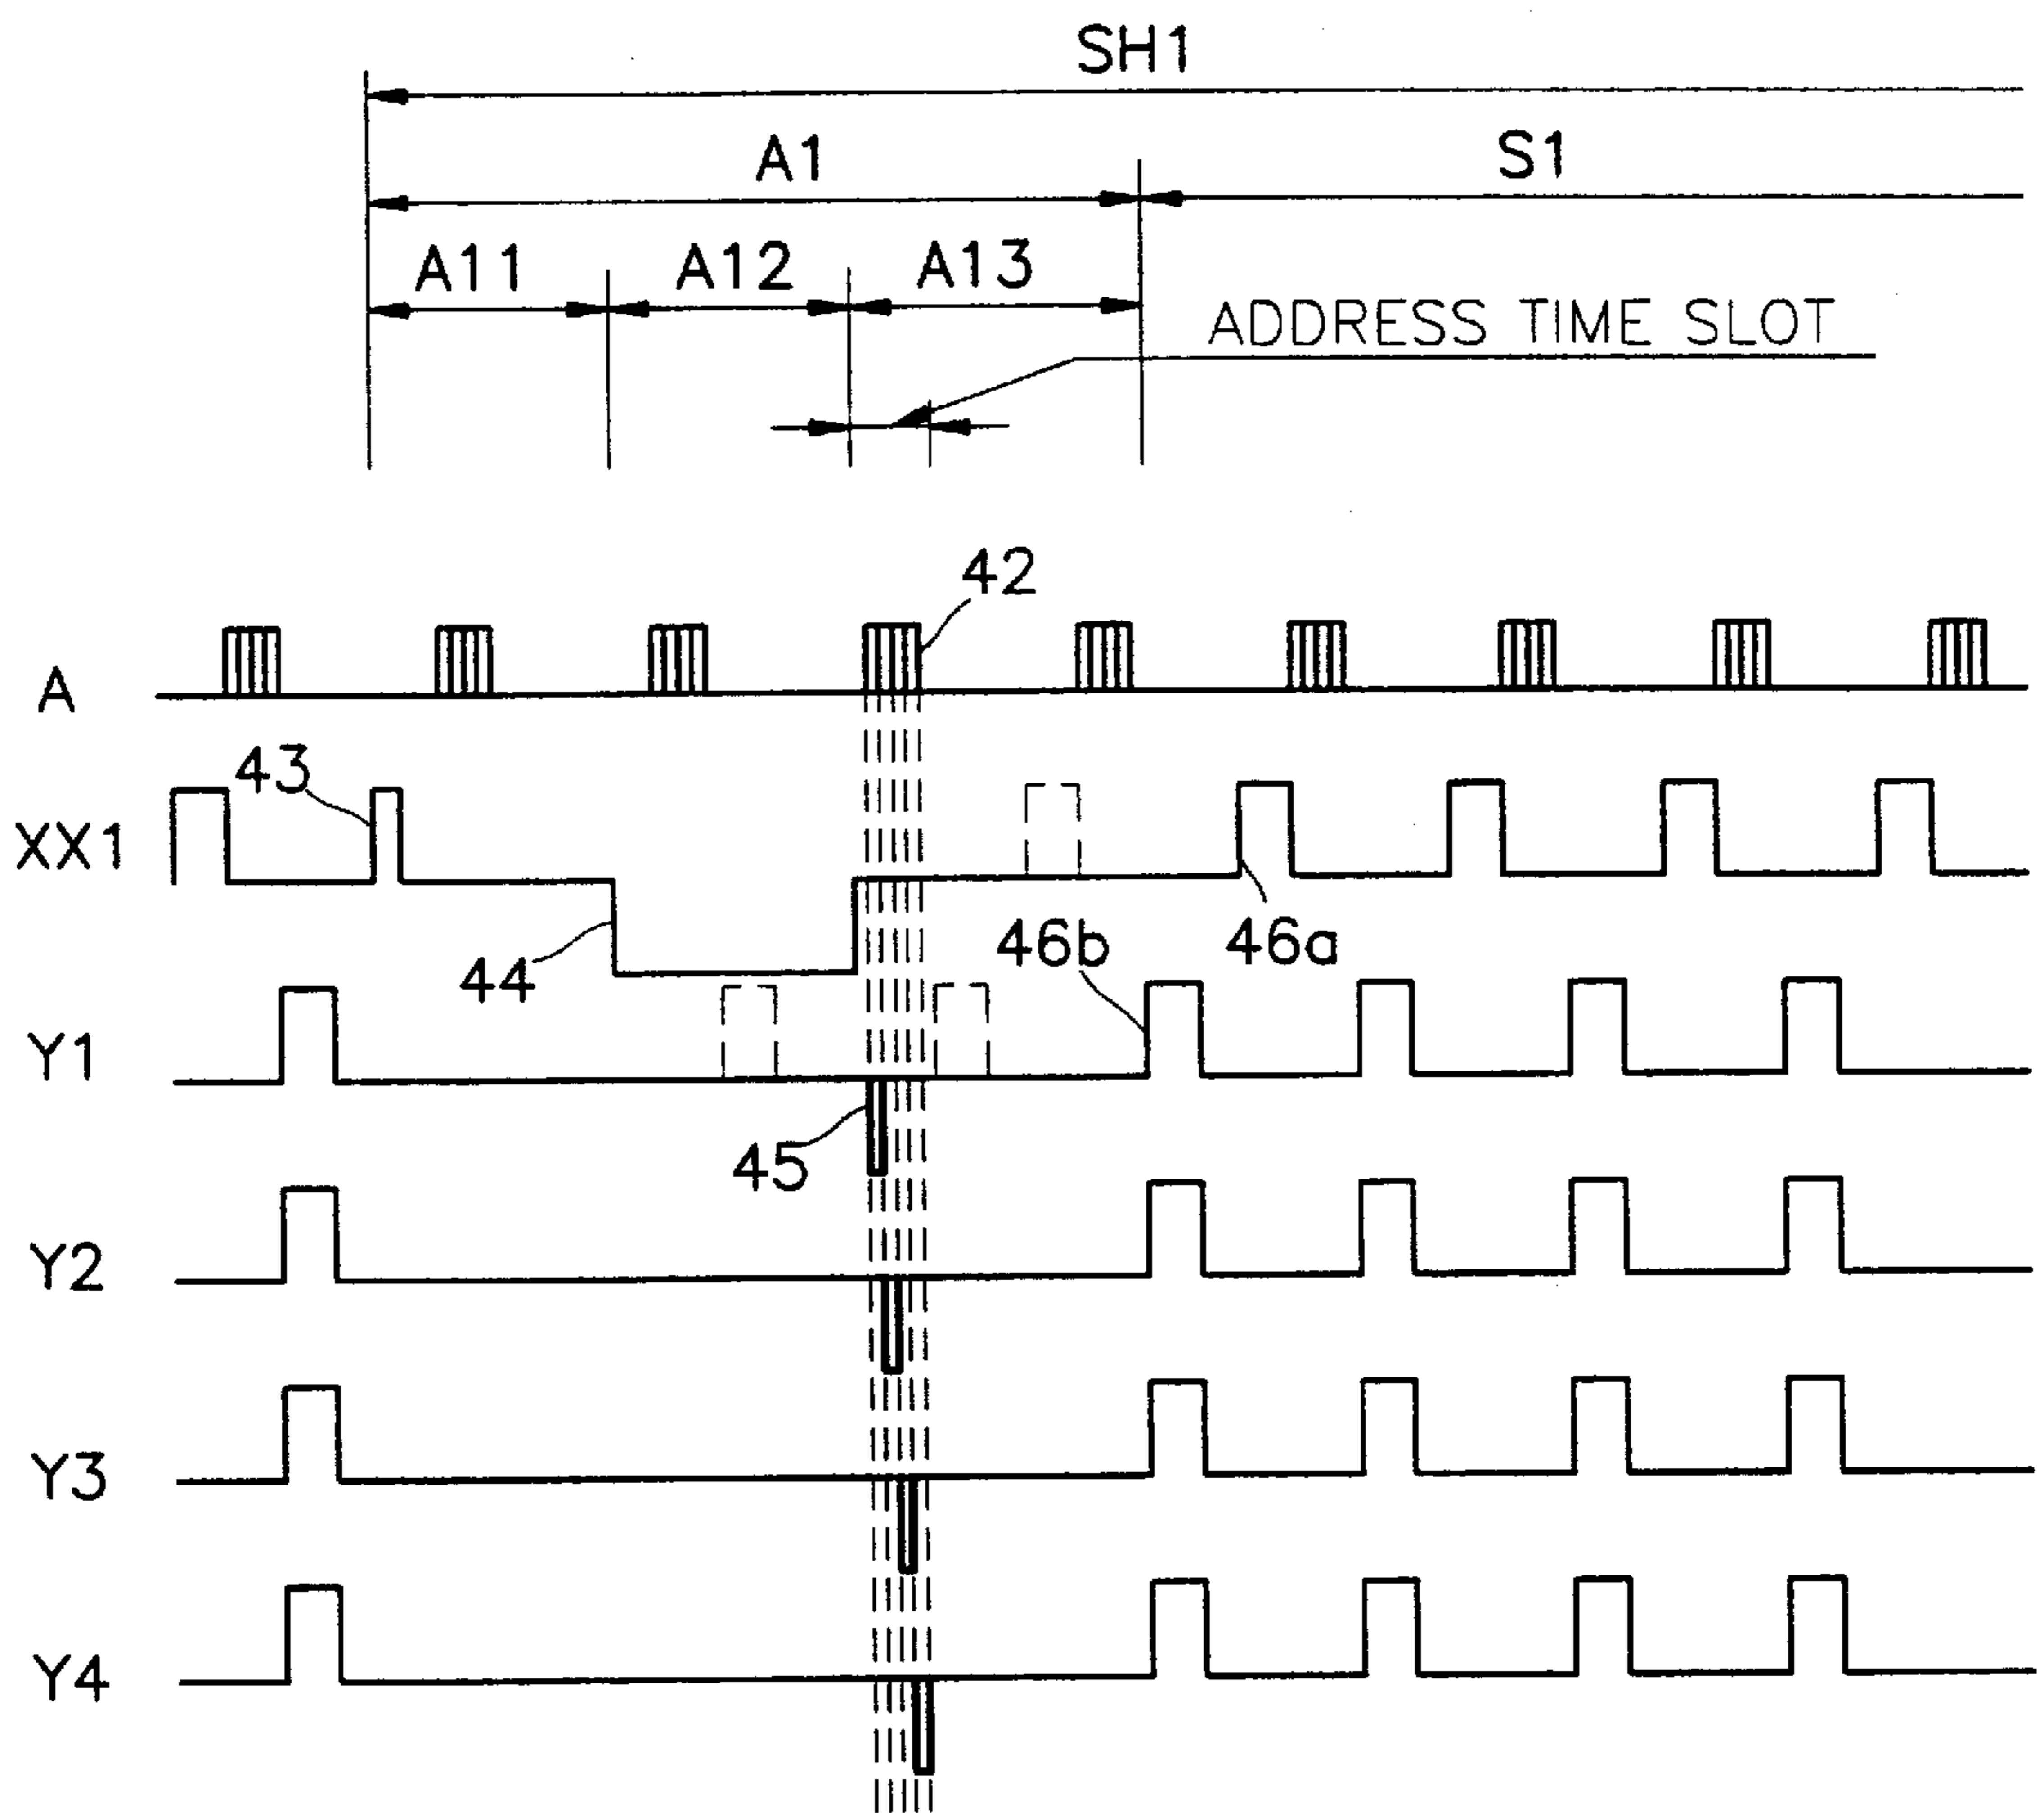 SH1
A1
S1
A11
A12
A13
ADDRESS TIME SLOT
42
A
43
XX1
44
46b
46a
Y1
45
Y2
Y3
Y4